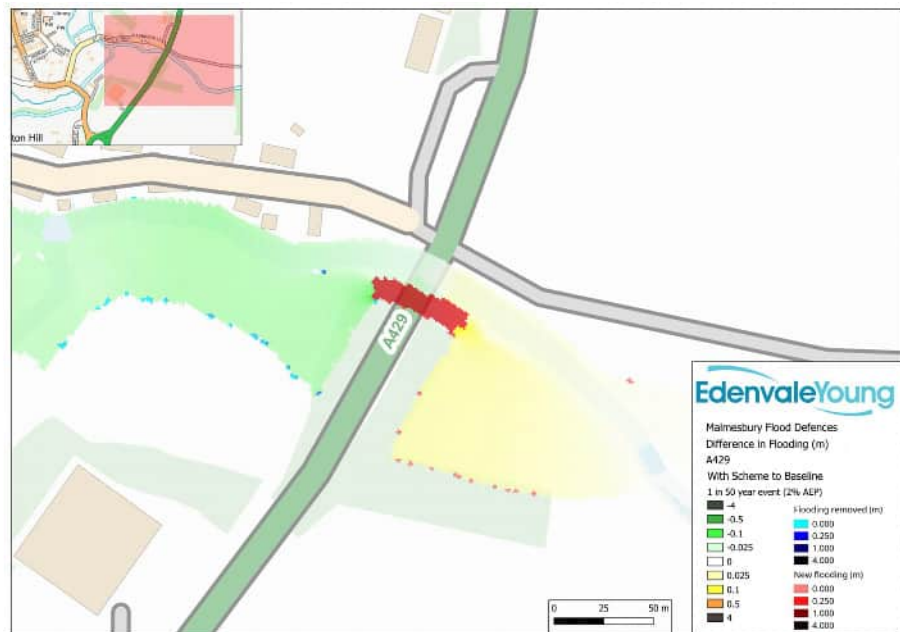 Library
ton Hill
A429
EdenvaleYoung
Malmesbury Flood Defences
Difference in Flooding (m)
A429
With Scheme to Baseline
1 in 50 year event (2% AEP)
-4
-0.5
-0.1
-0.025
0
0.025
0.1
0.5
4
Flooding removed (m)
0.000
0.250
1.000
4.000
New flooding (m)
0.000
0.250
1.000
4.000
0 25 50 m